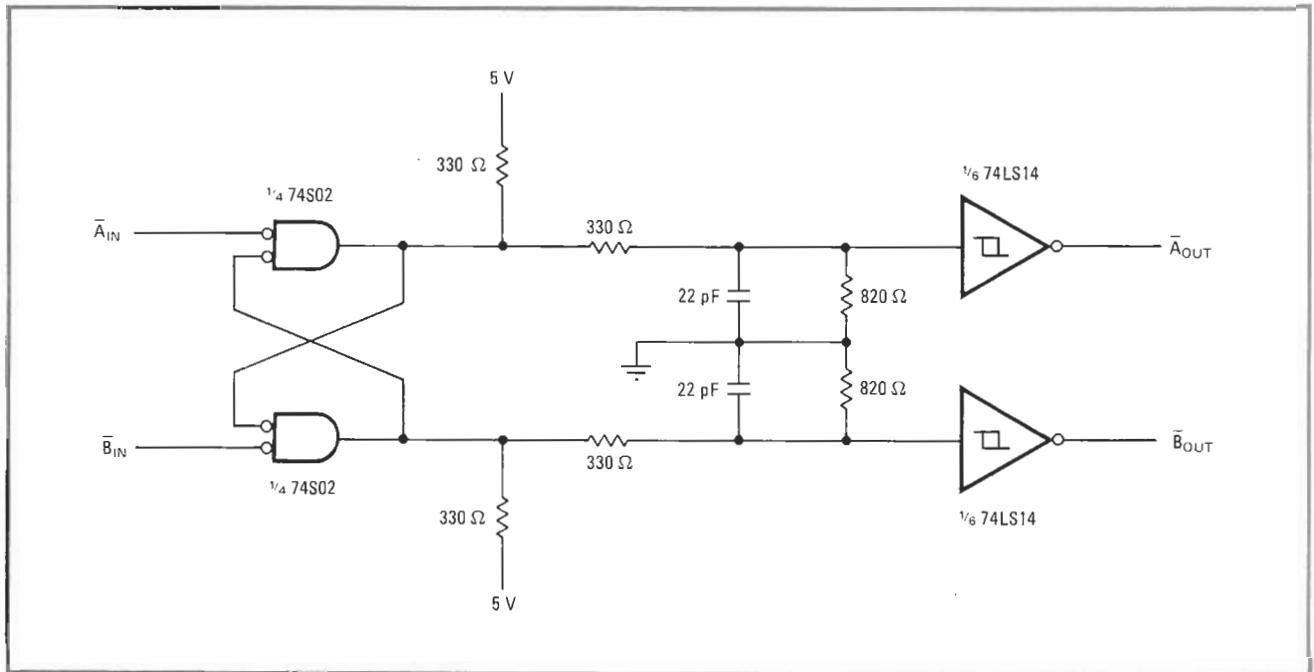 5 V
330 Ω
1/4 74S02
1/6 74LS14
A̅IN
330 Ω
A̅OUT
22 pF
820 Ω
22 pF
820 Ω
B̅IN
330 Ω
B̅OUT
1/4 74S02
330 Ω
1/6 74LS14
5 V